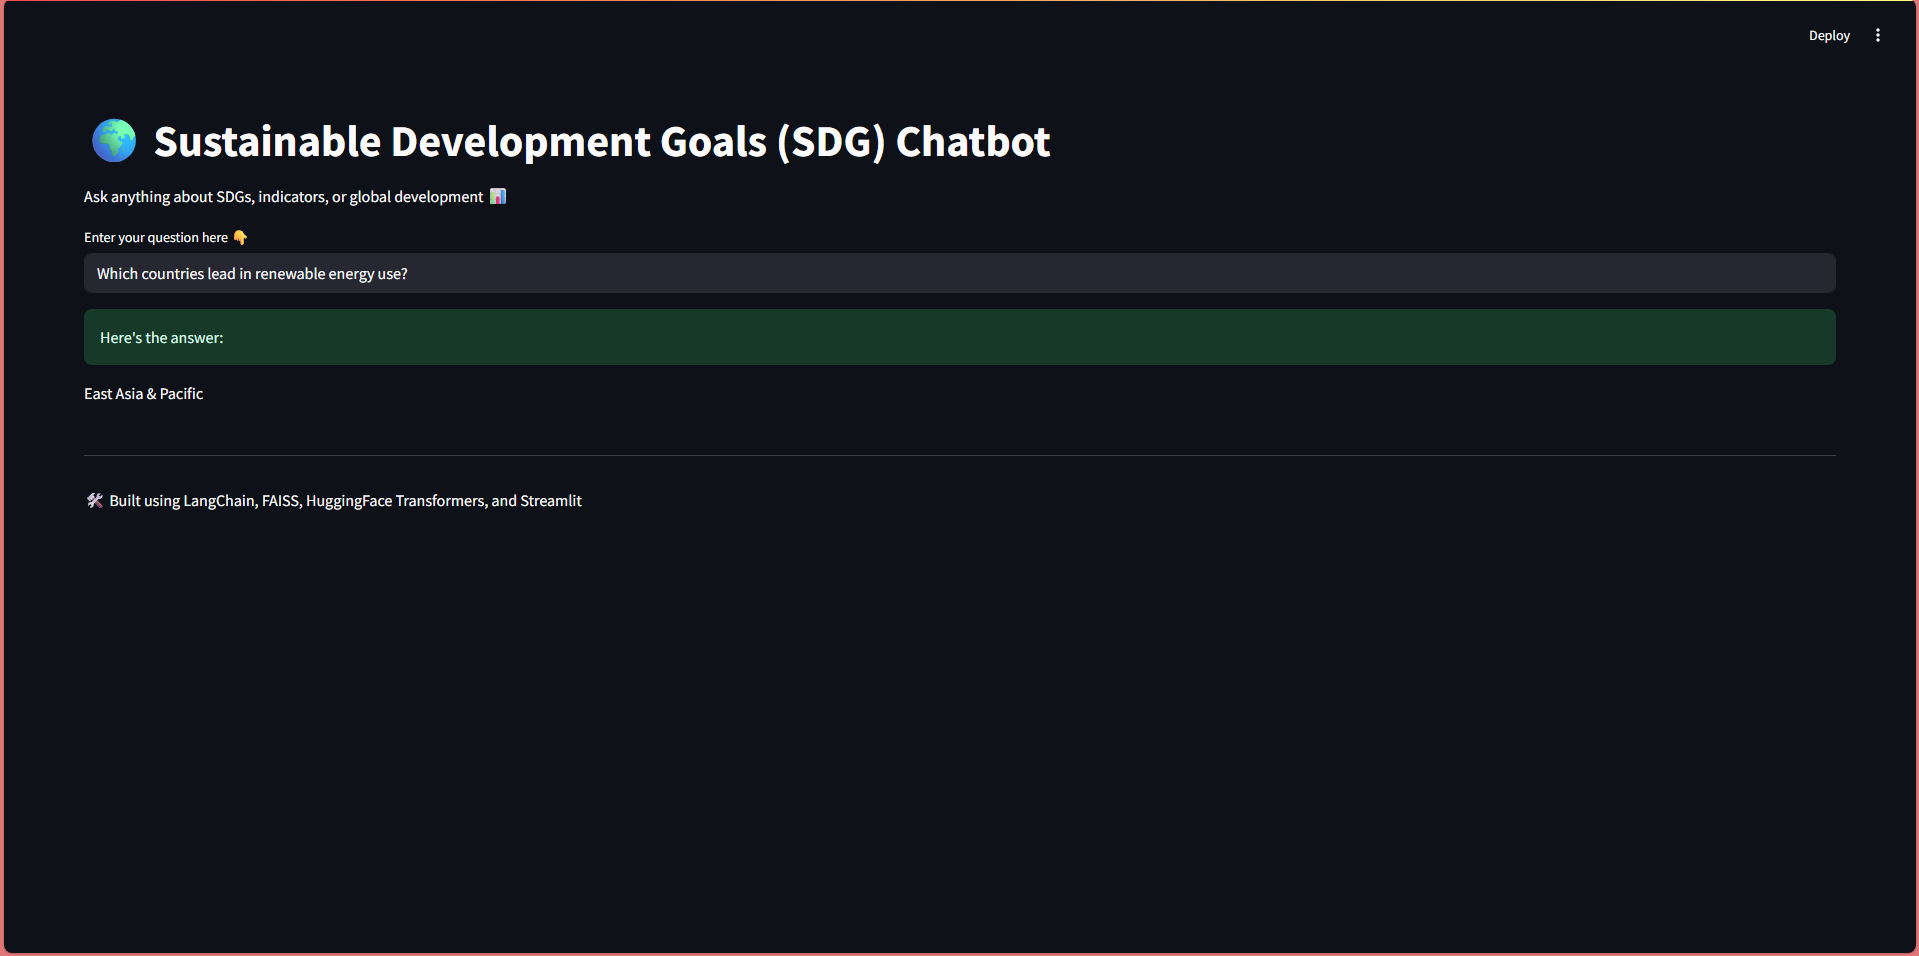 Deploy
Sustainable Development Goals (SDG) Chatbot
Ask anything about SDGs, indicators, or global development
Enter your question here
Which countries lead in renewable energy use?
Here's the answer:
East Asia & Pacific
Built using LangChain, FAISS, HuggingFace Transformers, and Streamlit